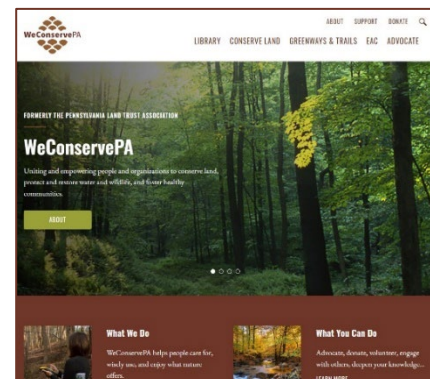 ABOUT SUPPORT DONATE
WeConservePA
LIBRARY CONSERVE LAND GREENWAYS & TRAILS EAC ADVOCATE
FORMERLY THE PENNSYLVANIA LAND TRUST ASSOCIATION
WeConservePA
Uniting and empowering people and organizations to conserve land,
protect and restore water and wildlife, and foster healthy
communities.
ABOUT
What We Do
WeConservePA helps people care for,
wisely use, and enjoy what nature
offers.
What You Can Do
Advocate, donate, volunteer, engage
with others, deepen your knowledge...
LEARN MORE